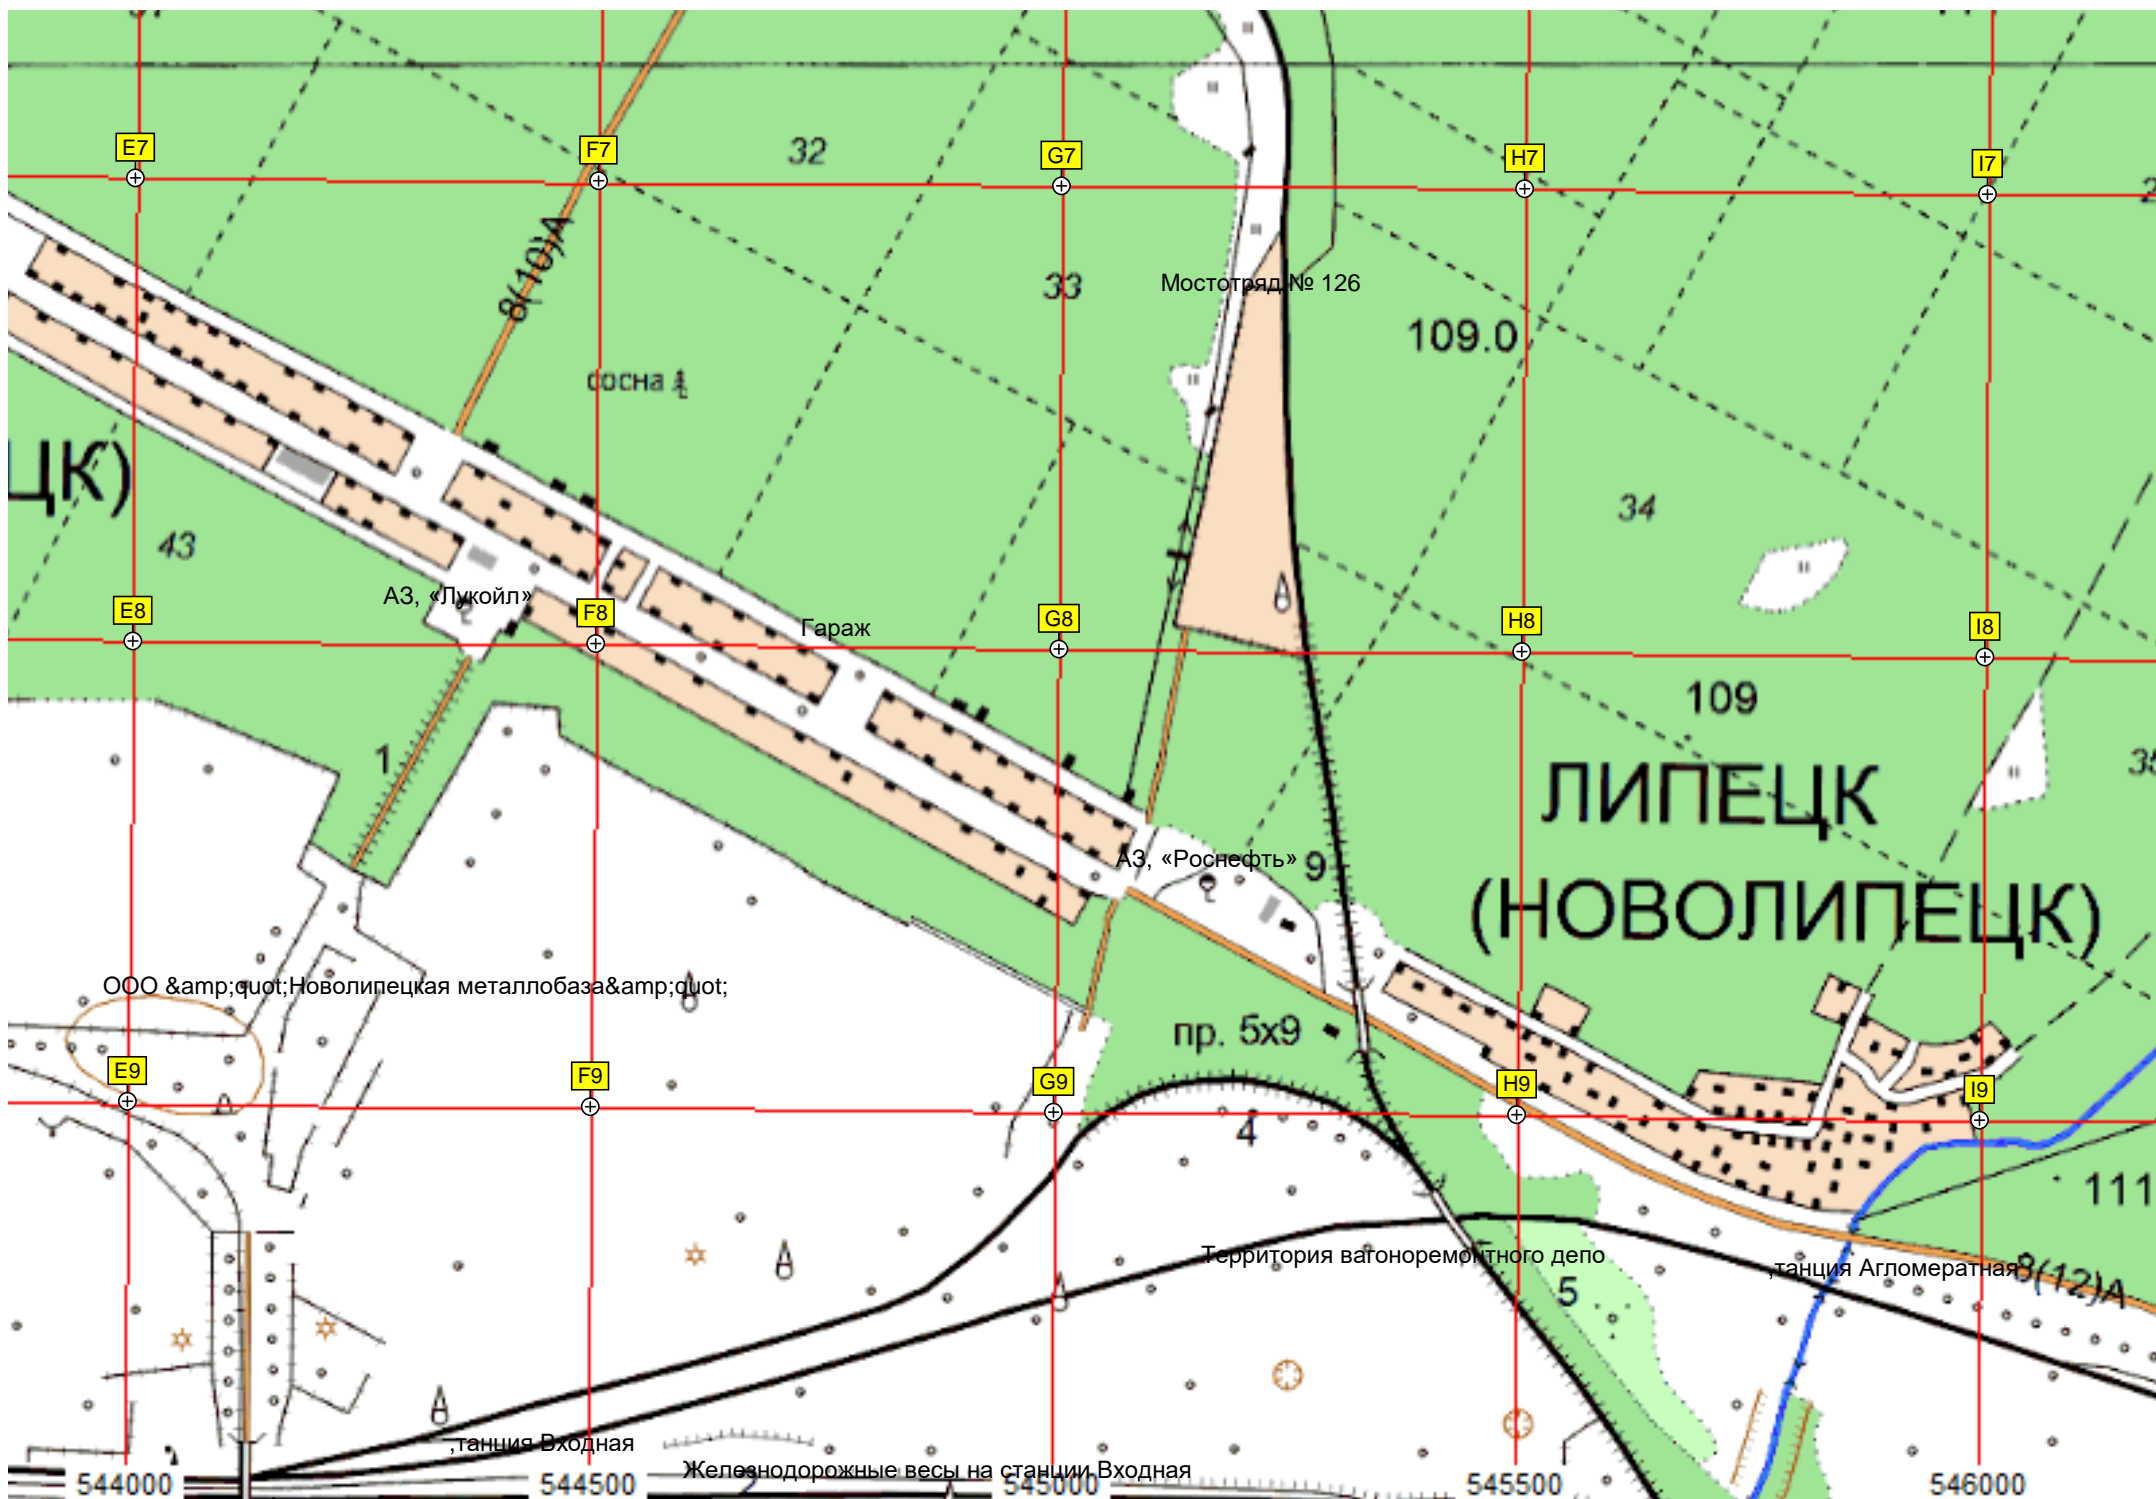 E7
F7
G7
H7
I7
32
8(10)А
33
Мостотряд № 126
109.0
сосна
ЦК)
43
34
АЗ, «Лукойл»
E8
F8
G8
H8
I8
Гараж
109
1
ЛИПЕЦК
АЗ, «Роснефть»
9
(НОВОЛИПЕЦК)
ООО &amp;quot;Новолипецкая металлобаза&amp;quot;
пр. 5х9
E9
F9
G9
H9
I9
4
111
Территория вагоноремонтного депо
,танция Агломератная
8(12)А
5
,танция Входная
Железнодорожные весы на станции Входная
544000
544500
545000
545500
546000